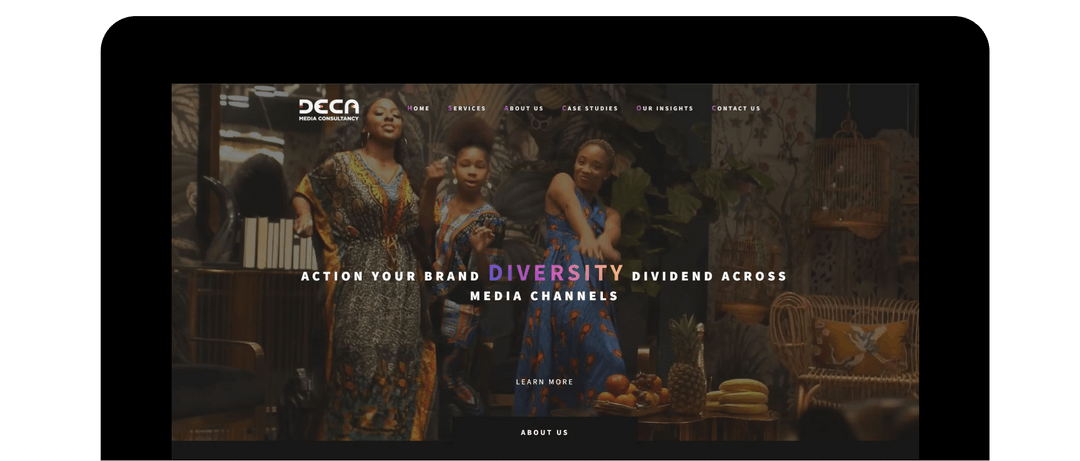 DECA
MEDIA CONSULTANCY
HOME SERVICES ABOUT US CASE STUDIES OUR INSIGHTS CONTACT US
ACTION YOUR BRAND DIVERSITY DIVIDEND ACROSS
MEDIA CHANNELS
LEARN MORE
ABOUT US